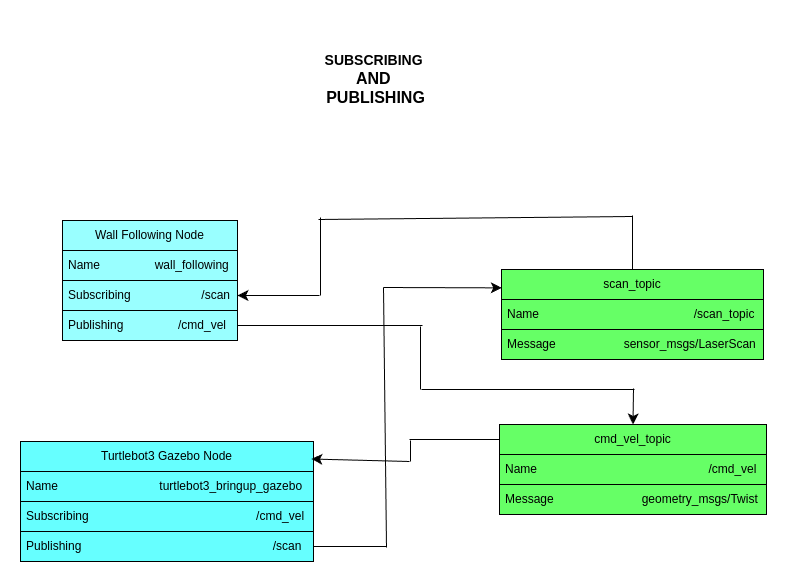 SUBSCRIBING
AND
PUBLISHING
Wall Following Node
Name wall_following
Subscribing /scan
Publishing /cmd_vel
scan_topic
Name /scan_topic
Message sensor_msgs/LaserScan
Turtlebot3 Gazebo Node
Name turtlebot3_bringup_gazebo
Subscribing /cmd_vel
Publishing /scan
cmd_vel_topic
Name /cmd_vel
Message geometry_msgs/Twist